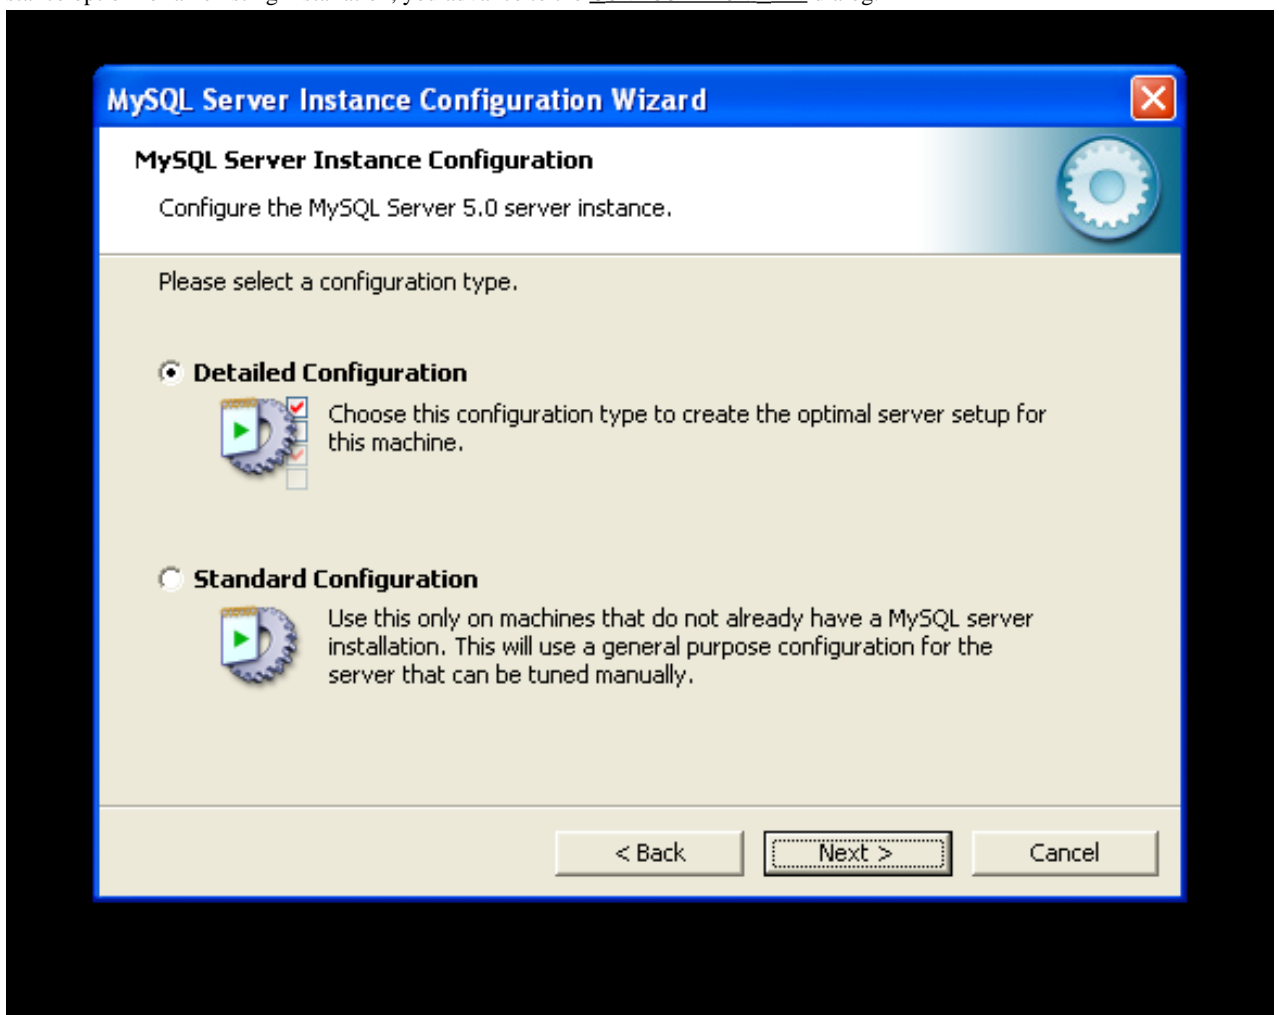 MySQL Server Instance Configuration Wizard
MySQL Server Instance Configuration
Configure the MySQL Server 5.0 server instance.
Please select a configuration type.
Detailed Configuration
Choose this configuration type to create the optimal server setup for
this machine.
Standard Configuration
Use this only on machines that do not already have a MySQL server
installation. This will use a general purpose configuration for the
server that can be tuned manually.
< Back
Next >
Cancel